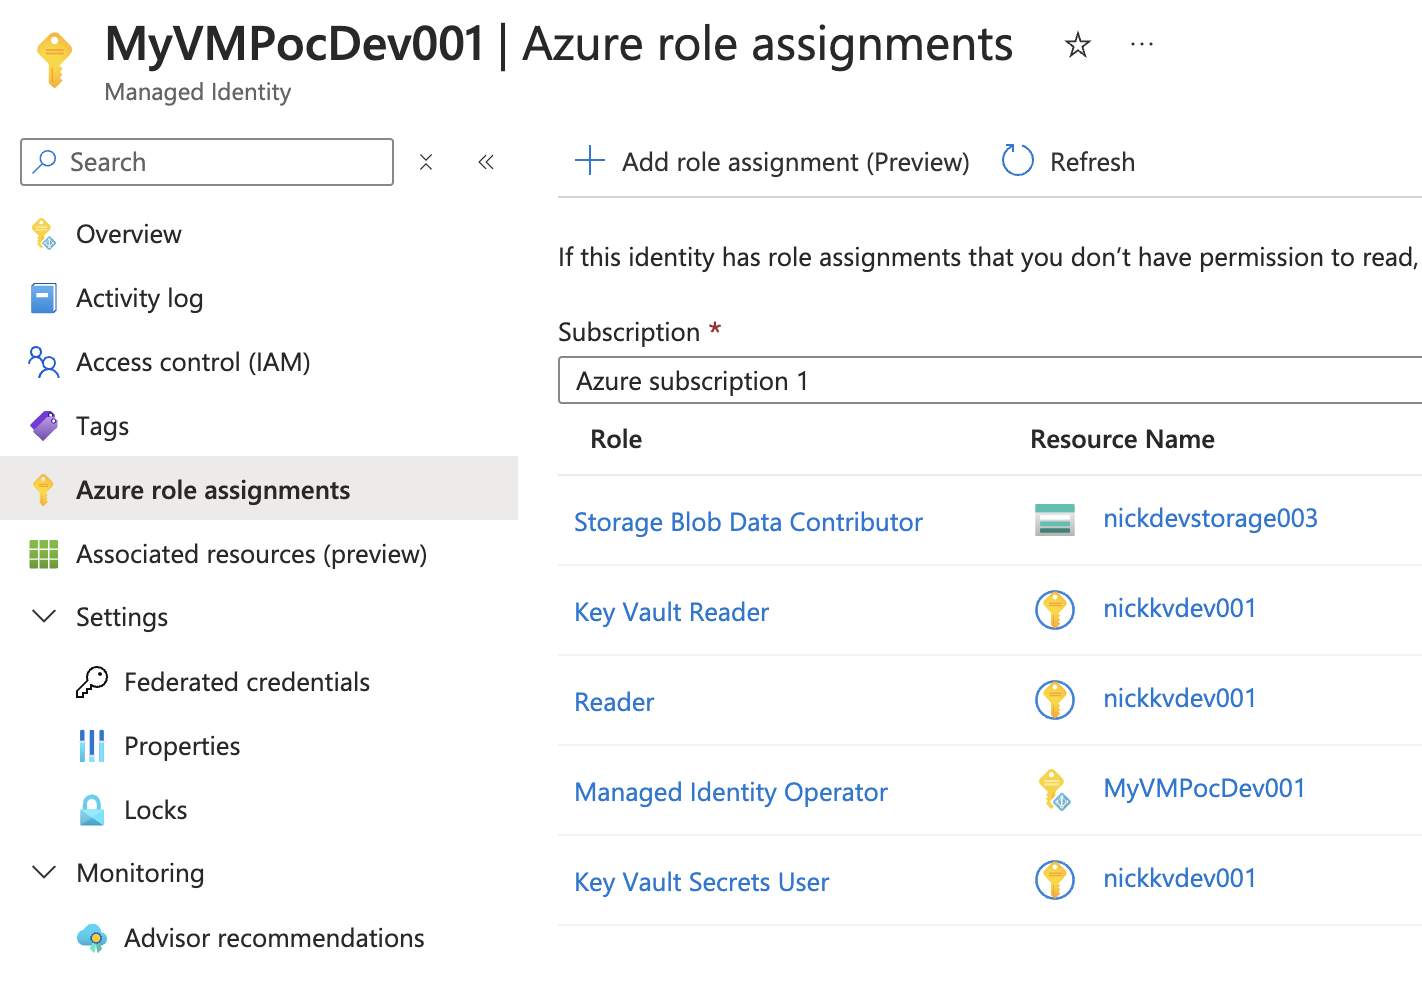 MyVMPocDev001 | Azure role assignments
Managed Identity
Search
Overview
Activity log
Access control (IAM)
Tags
Azure role assignments
Associated resources (preview)
Settings
Federated credentials
Properties
Locks
Monitoring
Advisor recommendations
Add role assignment (Preview) Refresh
If this identity has role assignments that you don’t have permission to read,
Subscription *
Azure subscription 1
Role Resource Name
Storage Blob Data Contributor nickdevstorage003
Key Vault Reader nickkvdev001
Reader nickkvdev001
Managed Identity Operator MyVMPocDev001
Key Vault Secrets User nickkvdev001